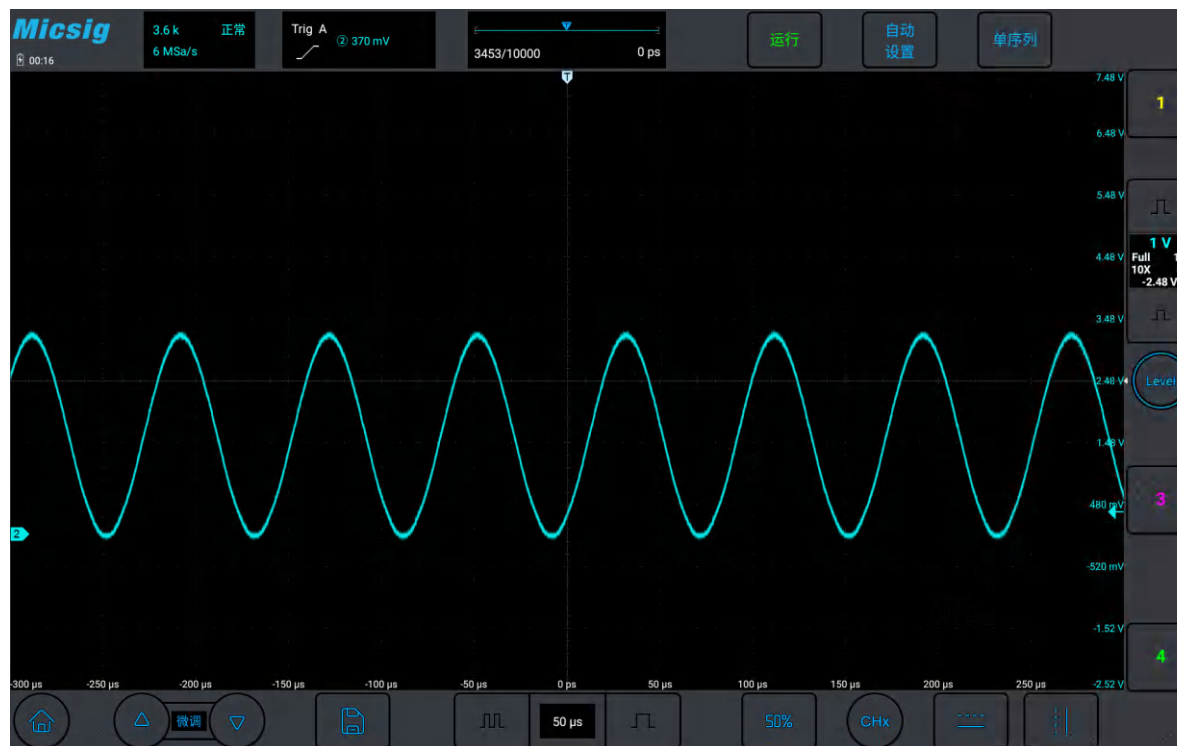 Micsig
00:16
3.6 k 正常
6 MSa/s
Trig A
② 370 mV
3453/10000 0 ps
运行
自动
设置
单序列
T
7.48 V
6.48 V
5.48 V
4.48 V
3.48 V
2.48 V
1.48 V
480 mV
-520 mV
-1.52 V
-2.52 V
2
1
1 V
Full 1
10X
-2.48 V
Level
3
4
-300 µs -250 µs -200 µs -150 µs -100 µs -50 µs 0 ps 50 µs 100 µs 150 µs 200 µs 250 µs
微调
50 µs
50%
CHx